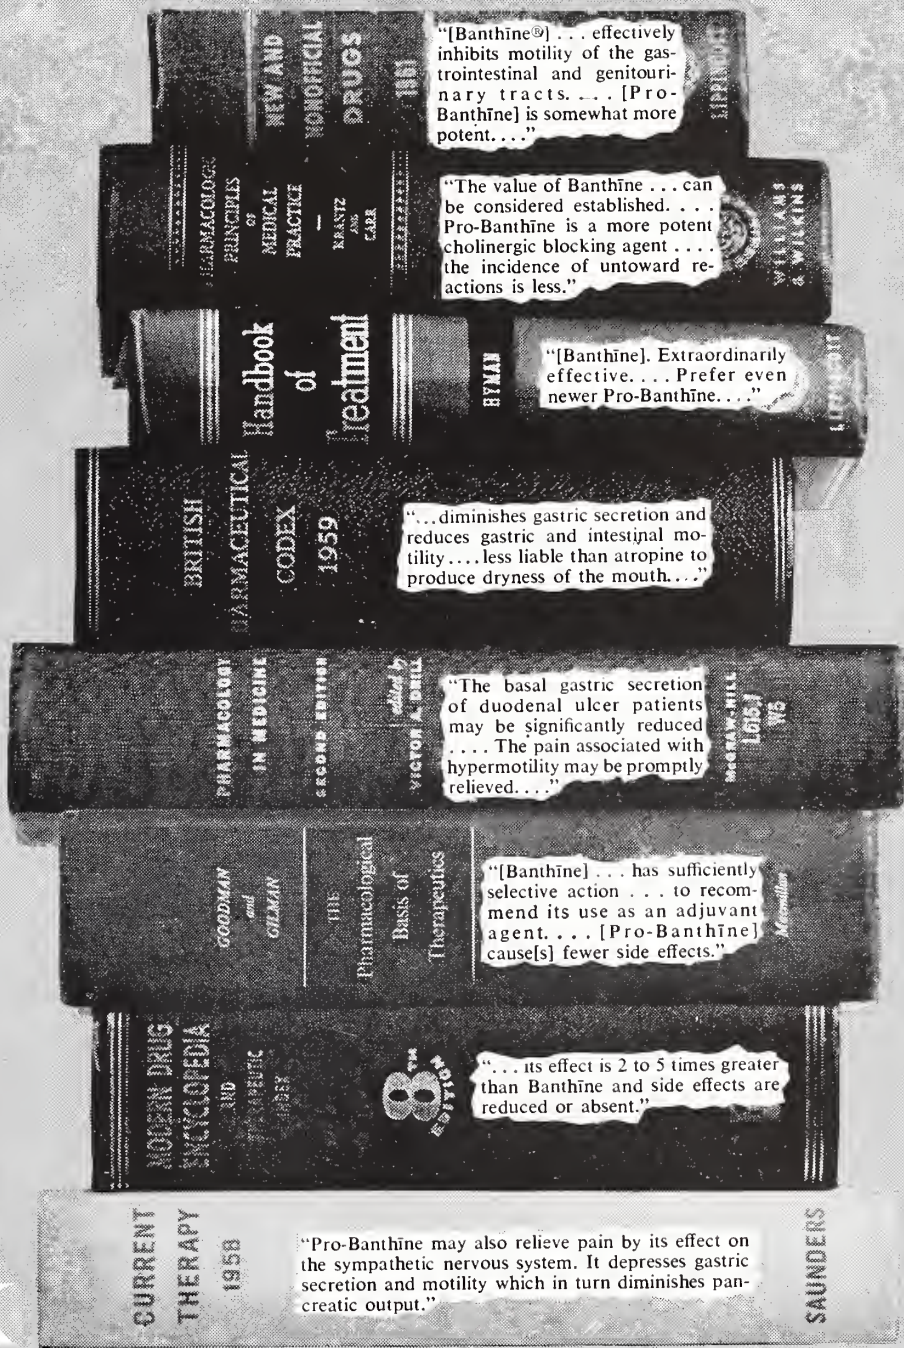 NEW AND
NONOFFICIAL
DRUGS
1961
"[Banthīne®] . . . effectively
inhibits motility of the gas-
trointestinal and genitouri-
nary tracts. . . . [Pro-
Banthīne] is somewhat more
potent. . . ."
LIPPINCOTT
PHARMACOLOGIC
PRINCIPLES
OF
MEDICAL
PRACTICE
KRANTZ
AND
CARR
"The value of Banthīne . . . can
be considered established. . . .
Pro-Banthīne is a more potent
cholinergic blocking agent . . . .
the incidence of untoward re-
actions is less."
WILLIAMS
& WILKINS
Handbook
of
Treatment
HYMAN
"[Banthīne]. Extraordinarily
effective. . . . Prefer even
newer Pro-Banthīne. . . ."
LIPPINCOTT
BRITISH
PHARMACEUTICAL
CODEX
1959
"...diminishes gastric secretion and
reduces gastric and intestinal mo-
tility . . . . less liable than atropine to
produce dryness of the mouth. . . ."
PHARMACOLOGY
IN MEDICINE
SECOND EDITION
edited by
VICTOR A. DRILL
"The basal gastric secretion
of duodenal ulcer patients
may be significantly reduced
. . . . The pain associated with
hypermotility may be promptly
relieved. . . ."
McGRAW-HILL
GOODMAN
and
GILMAN
THE
Pharmacological
Basis of
Therapeutics
"[Banthīne] . . . has sufficiently
selective action . . . to recom-
mend its use as an adjuvant
agent. . . . [Pro-Banthīne]
cause[s] fewer side effects."
Macmillan
MODERN DRUG
ENCYCLOPEDIA
AND
THERAPEUTIC
INDEX
8TH
EDITION
". . . its effect is 2 to 5 times greater
than Banthīne and side effects are
reduced or absent."
CURRENT
THERAPY
1958
"Pro-Banthīne may also relieve pain by its effect on
the sympathetic nervous system. It depresses gastric
secretion and motility which in turn diminishes pan-
creatic output."
SAUNDERS